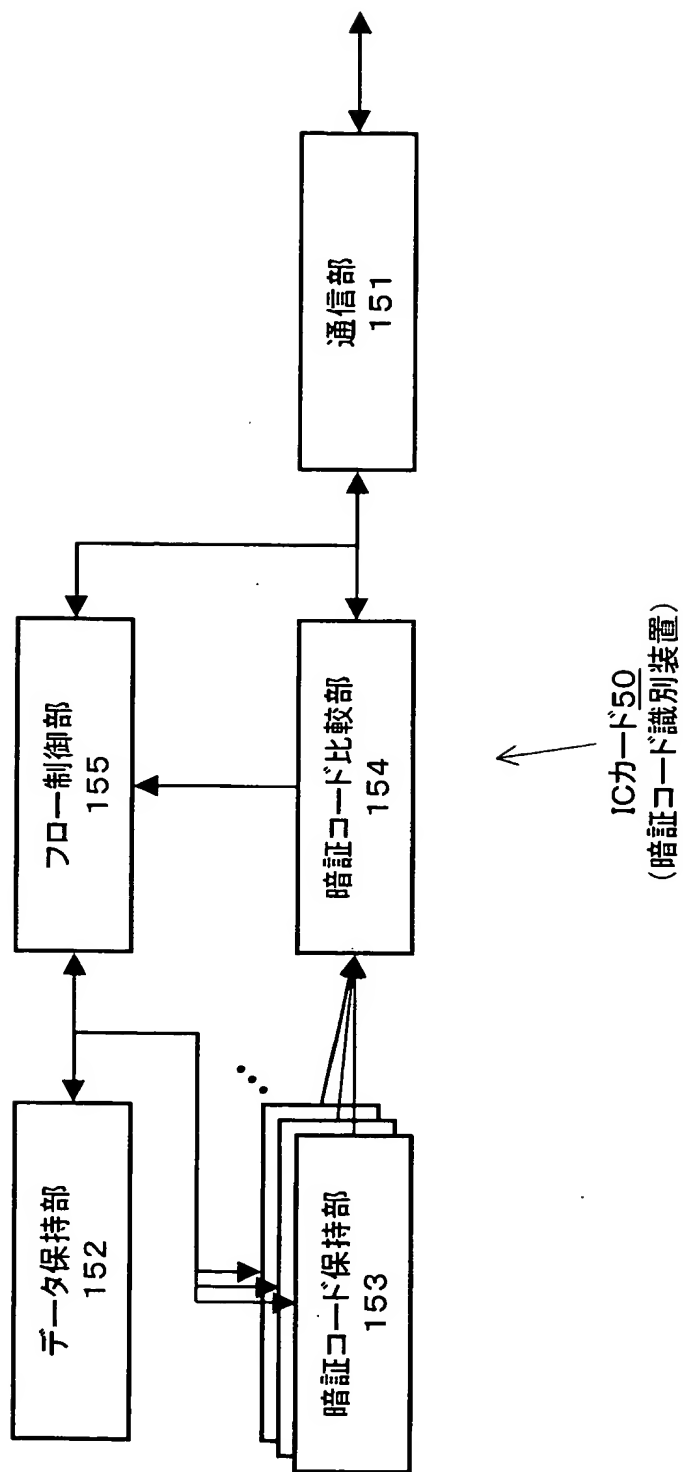 データ保持部
152
フロー制御部
155
暗証コード保持部
153
暗証コード比較部
154
通信部
151
ICカード50
(暗証コード識別装置)